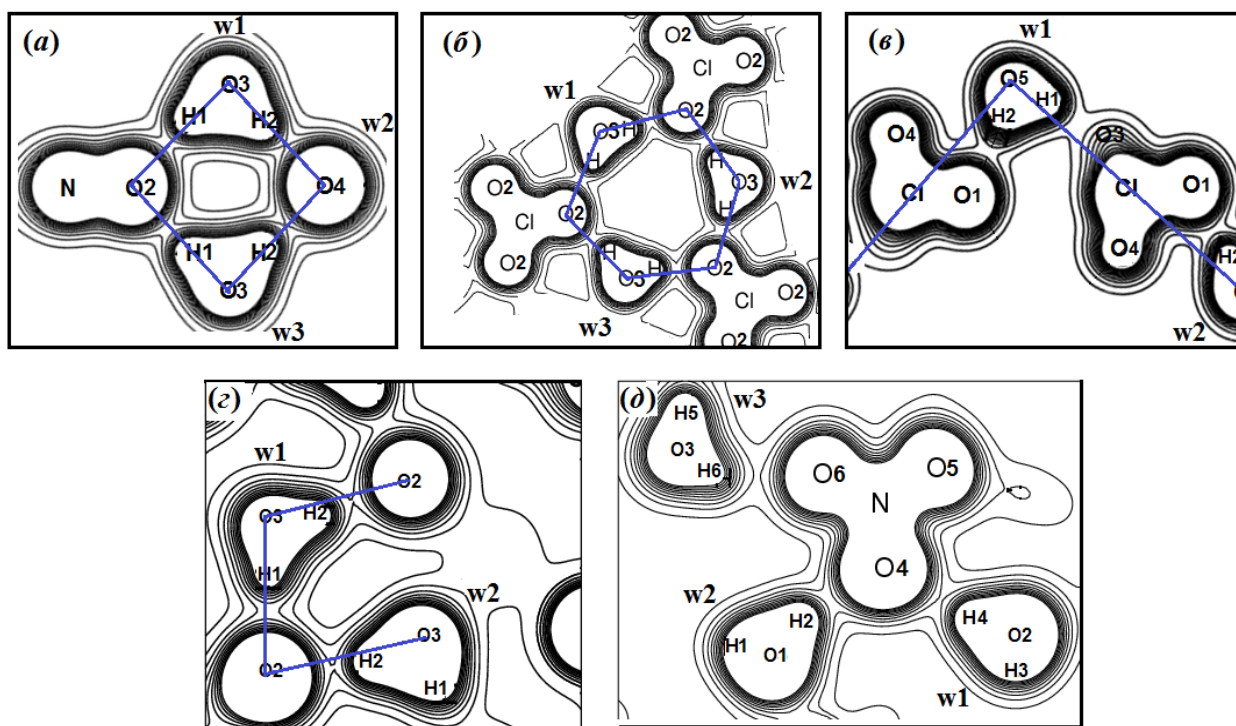 (а)
w1
O3
H1 H2
w2
N O2 O4
H1 H2
O3
w3
(б)
O2 O2
Cl
w1 O2
O3 H
H H O3
w2
O2 O2 H
Cl
H O2
O2 H O2
O3 Cl
w3 O2
(в)
w1
O5
H1
H2
O4 O3
Cl O1 Cl O1
O4
H2
w2
(г)
w1 O2
O3 H2
H1
w2
O3
O2 H2
H1
(д)
w3
H5
O3
H6 O6 O5
N
O4
w2
H2 H4
H1 O1 O2
H3
w1